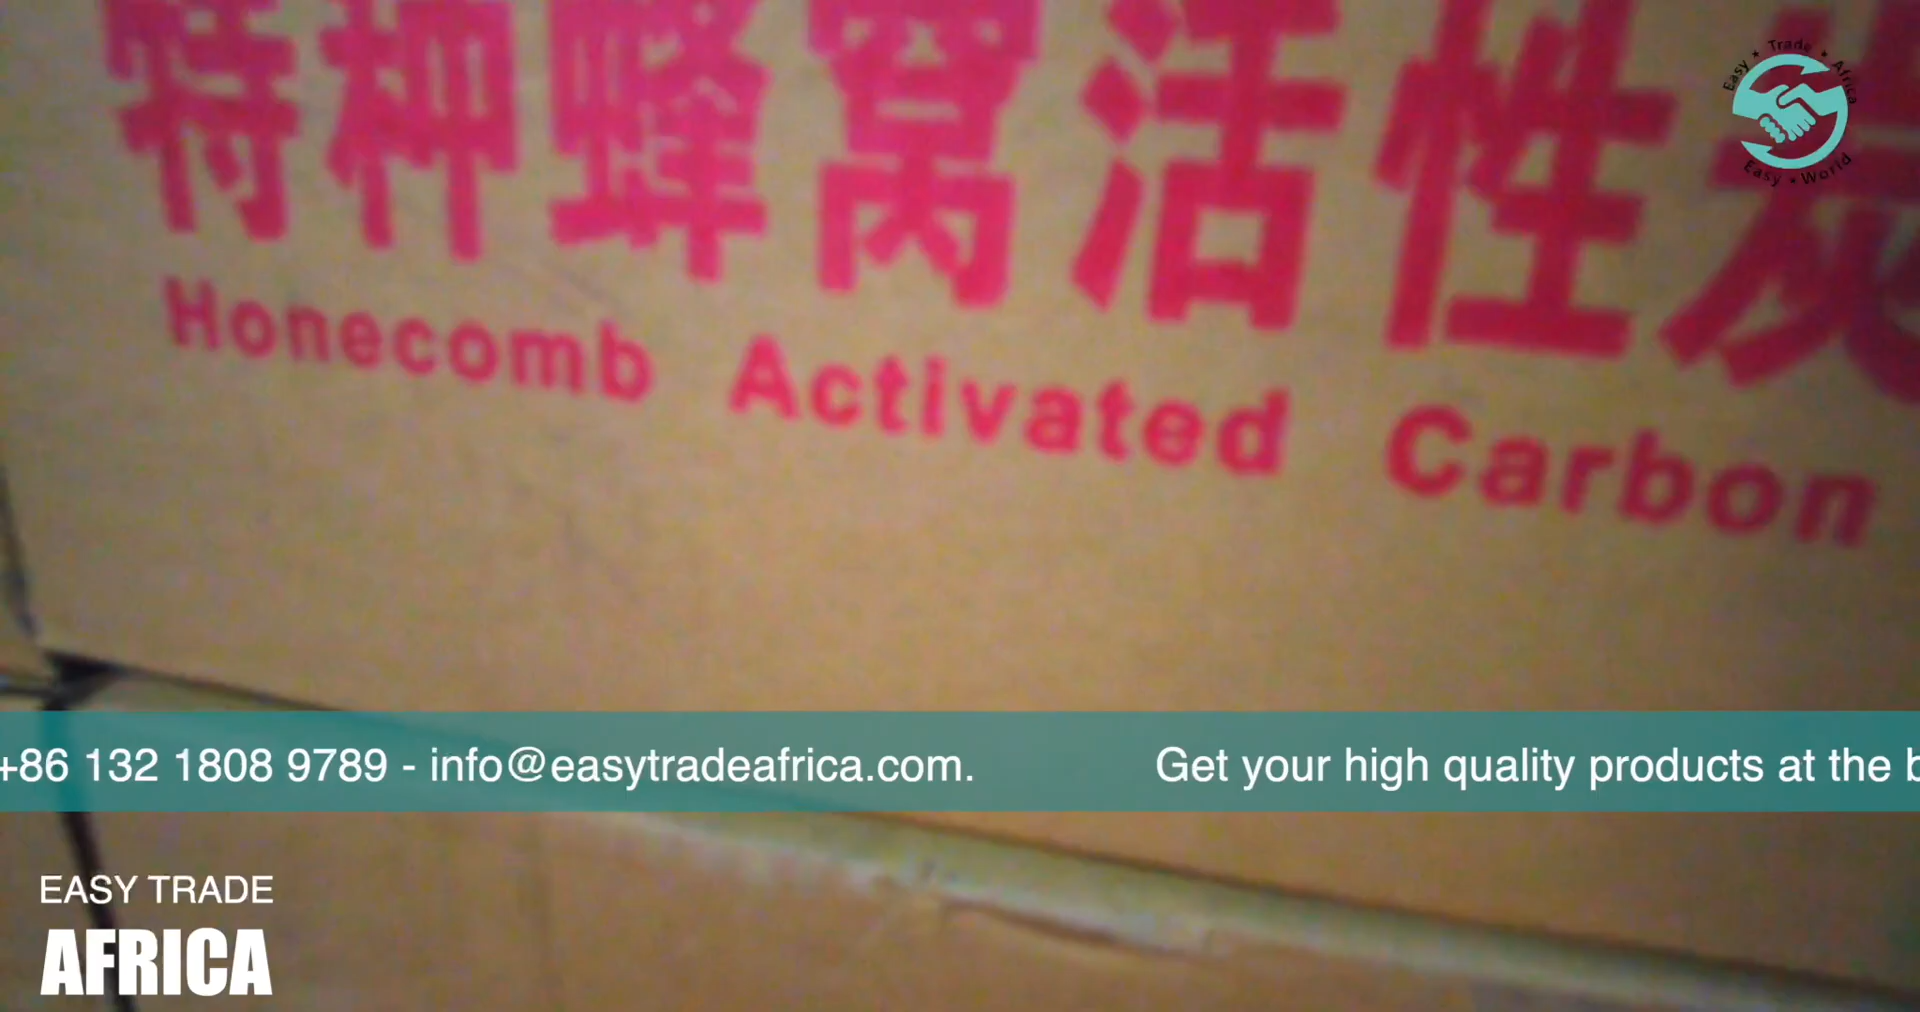 特种蜂窝活性炭
Honecomb Activated Carbon
Easy * Trade * Africa
Easy * World
+86 132 1808 9789 - info@easytradeafrica.com. Get your high quality products at the b
EASY TRADE
AFRICA